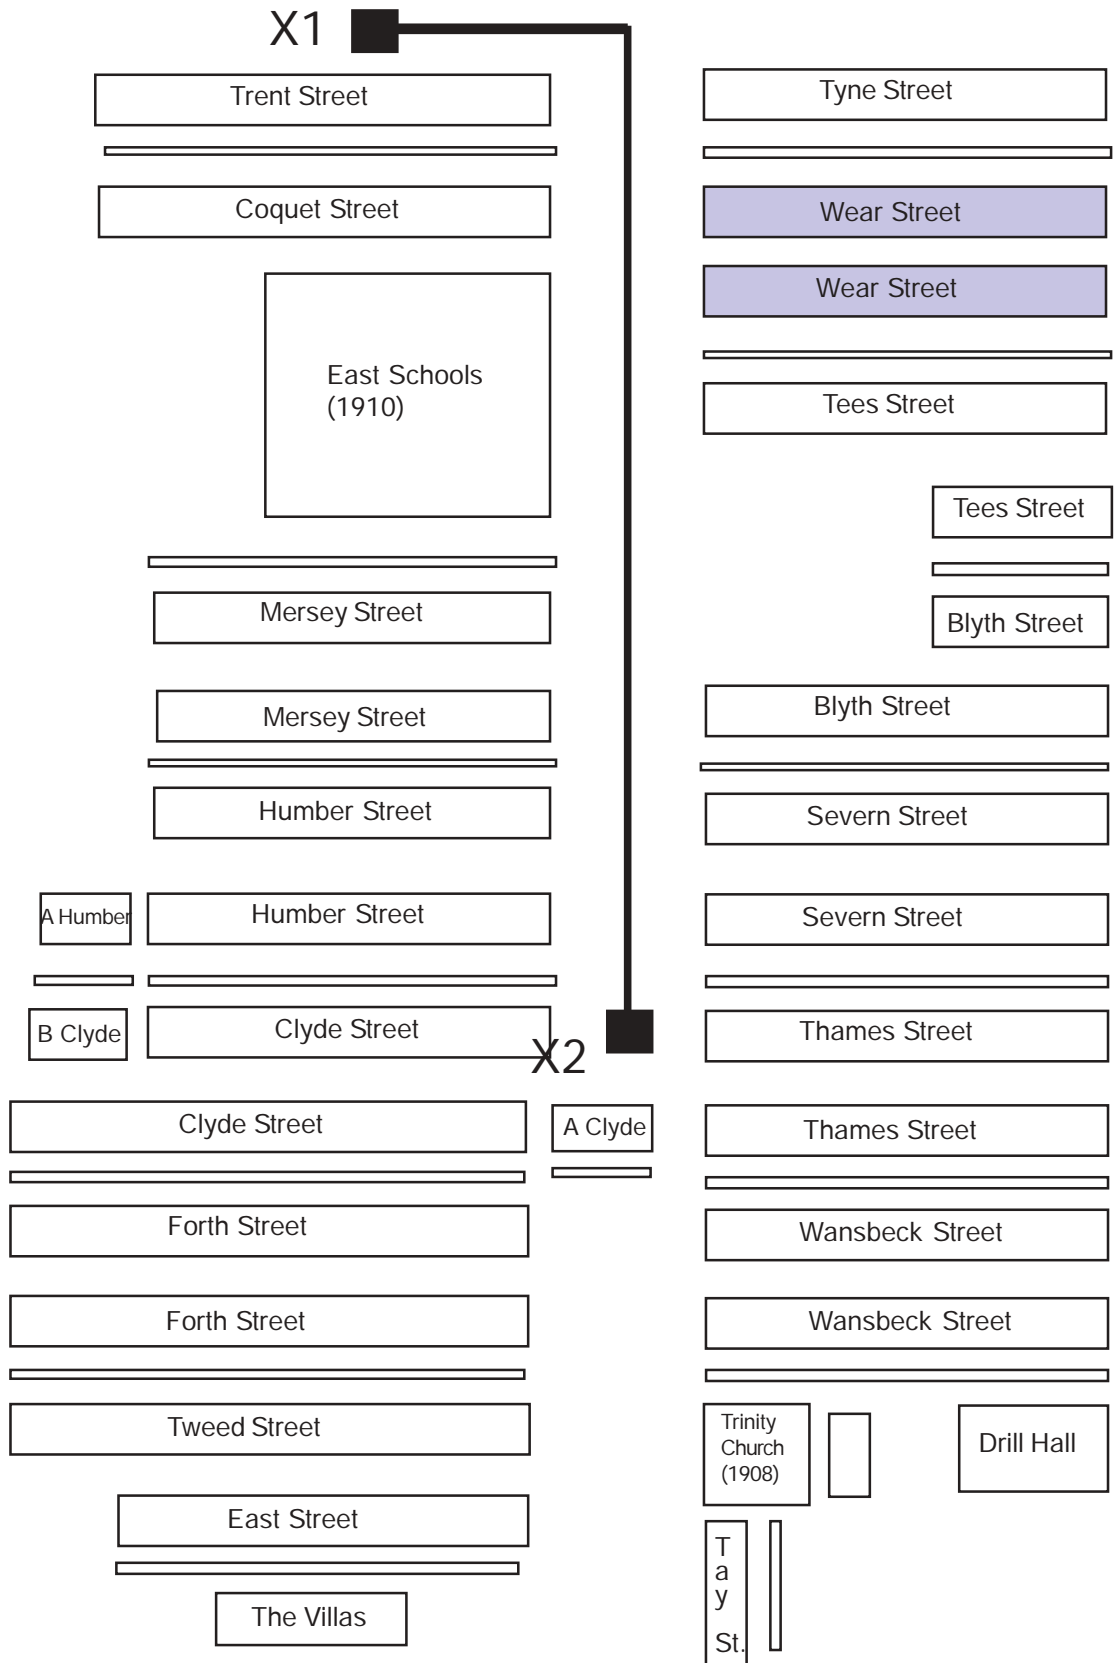 X1
Trent Street
Tyne Street
Coquet Street
Wear Street
Wear Street
East Schools
(1910)
Tees Street
Tees Street
Mersey Street
Blyth Street
Mersey Street
Blyth Street
Humber Street
Severn Street
A Humber
Humber Street
Severn Street
B Clyde
Clyde Street
X2
Thames Street
Clyde Street
A Clyde
Thames Street
Forth Street
Wansbeck Street
Forth Street
Wansbeck Street
Tweed Street
Trinity
Church
(1908)
Drill Hall
East Street
T
a
y
St.
The Villas